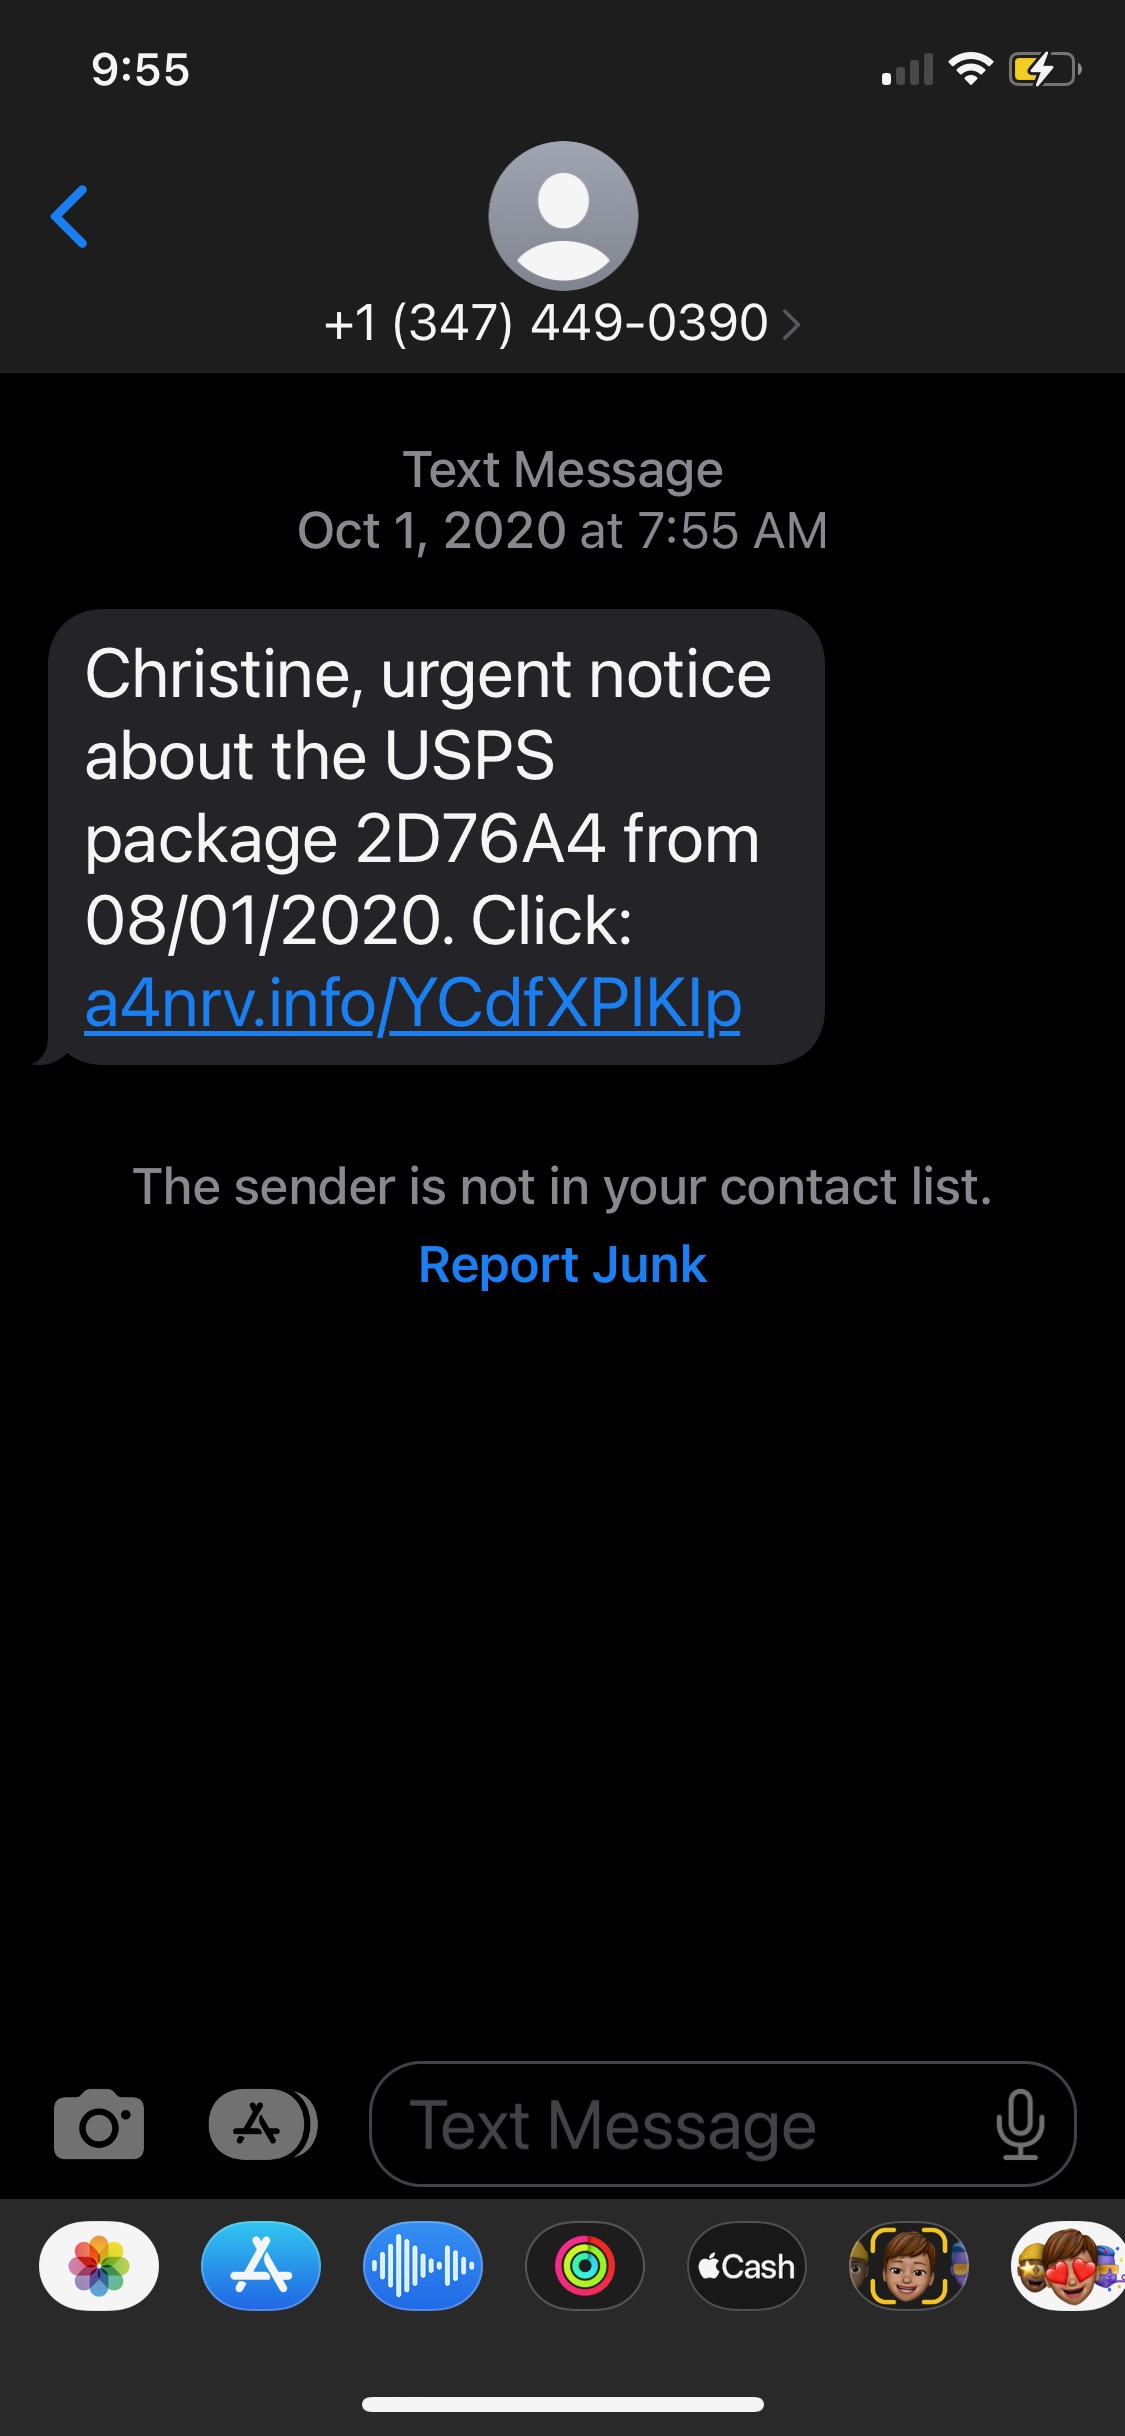 9:55
+1 (347) 449-0390
Text Message
Oct 1, 2020 at 7:55 AM
Christine, urgent notice
about the USPS
package 2D76A4 from
08/01/2020. Click:
a4nrv.info/YCdfXPlKIp
The sender is not in your contact list.
Report Junk
Text Message
Cash